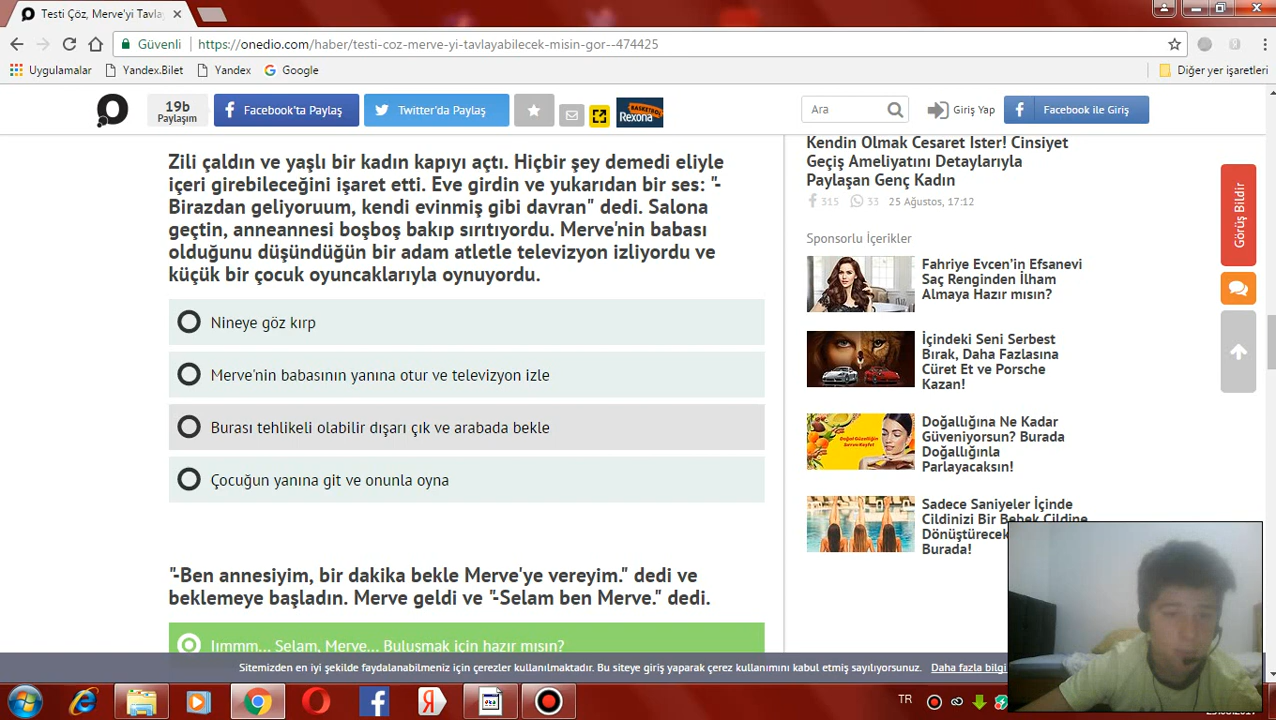 Testi Çöz, Merve'yi Tavla
Güvenli
https://onedio.com/haber/testi-coz-merve-yi-tavlayabilecek-misin-gor--474425
Uygulamalar
Yandex.Bilet
Yandex
Google
Diğer yer işaretleri
19b
Paylaşım
Facebook'ta Paylaş
Twitter'da Paylaş
BASKETBOL
Rexona
Ara
Giriş Yap
Facebook ile Giriş
Zili çaldın ve yaşlı bir kadın kapıyı açtı. Hiçbir şey demedi eliyle
içeri girebileceğini işaret etti. Eve girdin ve yukarıdan bir ses: "-
Birazdan geliyoruum, kendi evinmiş gibi davran" dedi. Salona
geçtin, anneannesi boşboş bakıp sırıtıyordu. Merve'nin babası
olduğunu düşündüğün bir adam atletle televizyon izliyordu ve
küçük bir çocuk oyuncaklarıyla oynuyordu.
Nineye göz kırp
Merve'nin babasının yanına otur ve televizyon izle
Burası tehlikeli olabilir dışarı çık ve arabada bekle
Çocuğun yanına git ve onunla oyna
"-Ben annesiyim, bir dakika bekle Merve'ye vereyim." dedi ve
beklemeye başladın. Merve geldi ve "-Selam ben Merve." dedi.
Iımmm... Selam, Merve... Buluşmak için hazır mısın?
Kendin Olmak Cesaret İster! Cinsiyet
Geçiş Ameliyatını Detaylarıyla
Paylaşan Genç Kadın
315
33
25 Ağustos, 17:12
Sponsorlu İçerikler
Fahriye Evcen'in Efsanevi
Saç Renginden İlham
Almaya Hazır mısın?
İçindeki Seni Serbest
Bırak, Daha Fazlasına
Cüret Et ve Porsche
Kazan!
Doğallığına Ne Kadar
Güveniyorsun? Burada
Doğallığınla
Parlayacaksın!
Sadece Saniyeler İçinde
Cildinizi Bir Bebek Cildine
Dönüştürecek
Burada!
Görüş Bildir
Sitemizden en iyi şekilde faydalanabilmeniz için çerezler kullanılmaktadır. Bu siteye giriş yaparak çerez kullanımını kabul etmiş sayılıyorsunuz.
Daha fazla bilgi
TR